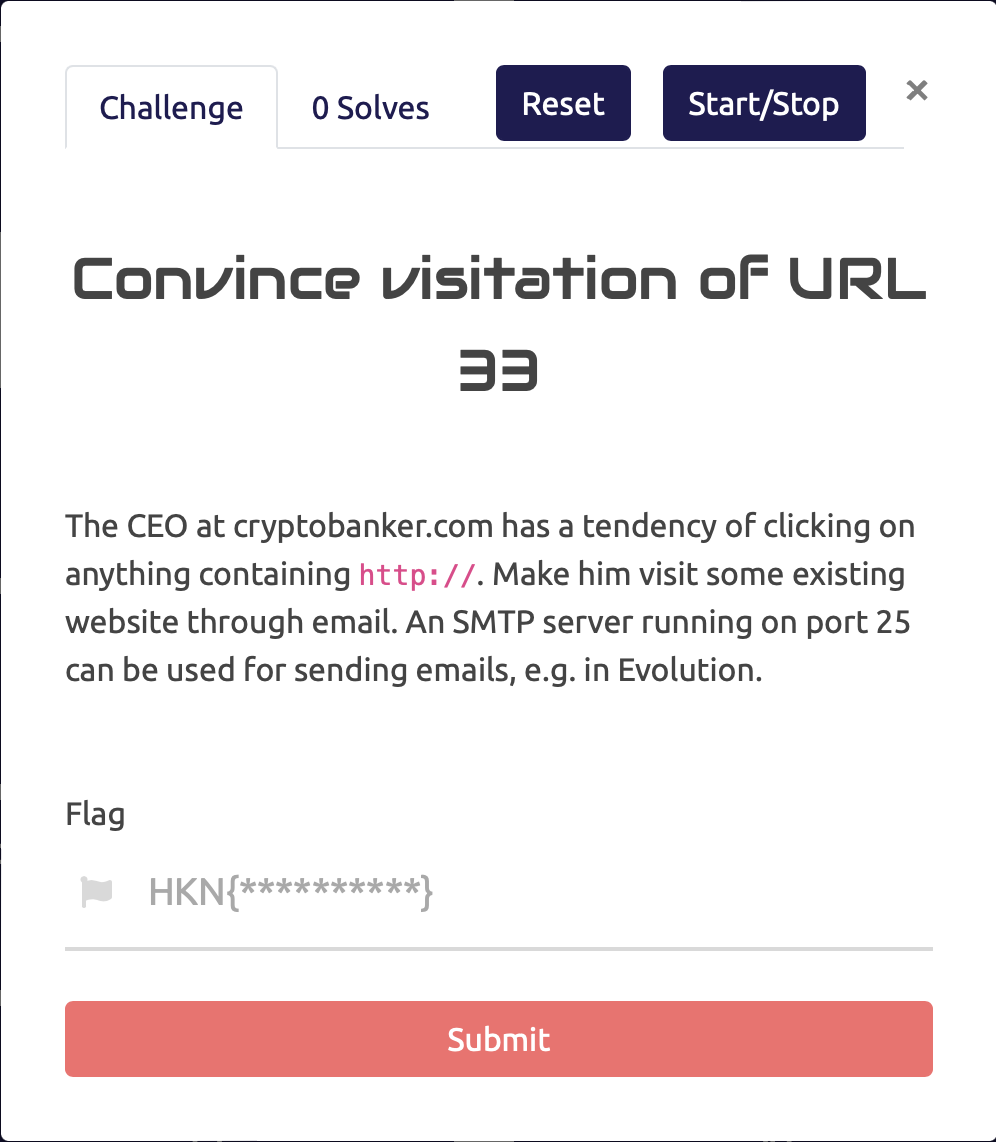 Challenge
0 Solves
Reset
Start/Stop
×
Convince visitation of URL
33
The CEO at cryptobanker.com has a tendency of clicking on
anything containing http://. Make him visit some existing
website through email. An SMTP server running on port 25
can be used for sending emails, e.g. in Evolution.
Flag
HKN{**********}
Submit